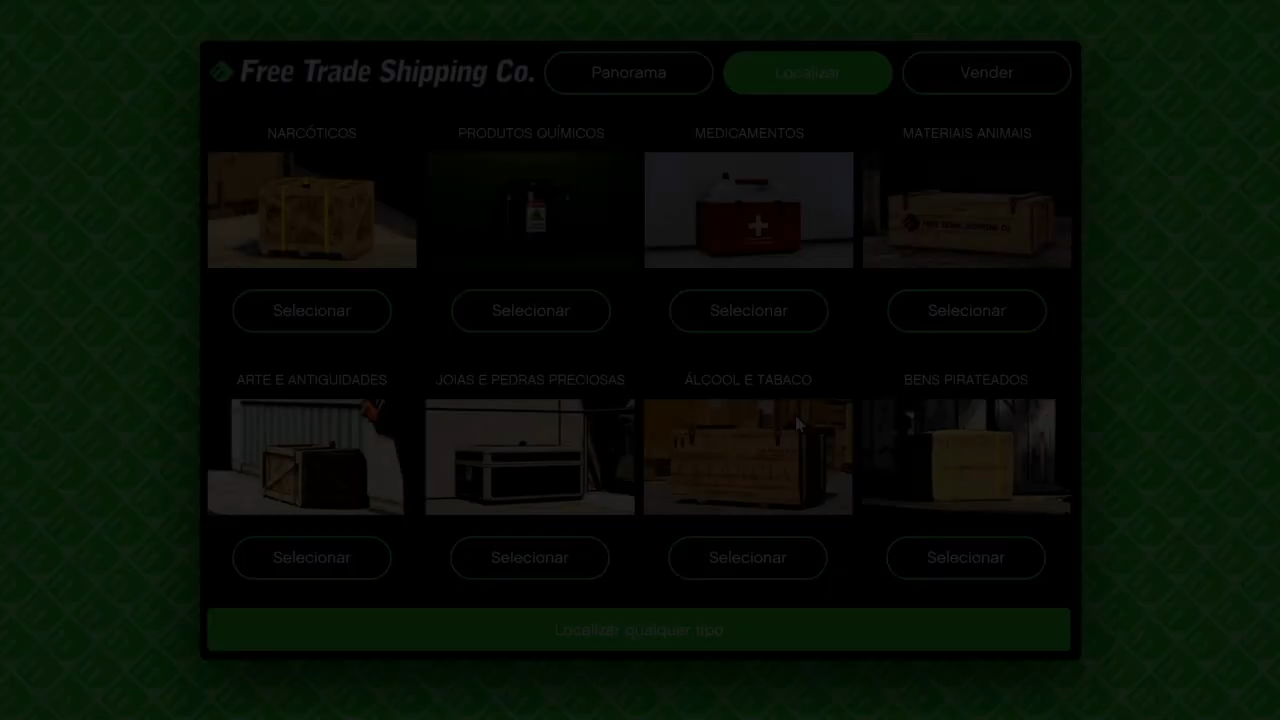 Free Trade Shipping Co.
Panorama
Localizar
Vender
NARCÓTICOS
PRODUTOS QUÍMICOS
MEDICAMENTOS
MATERIAIS ANIMAIS
Selecionar
Selecionar
Selecionar
Selecionar
ARTE E ANTIGUIDADES
JOIAS E PEDRAS PRECIOSAS
ÁLCOOL E TABACO
BENS PIRATEADOS
Selecionar
Selecionar
Selecionar
Selecionar
Localizar qualquer tipo